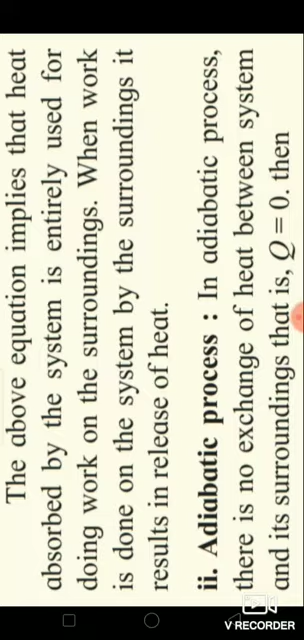 The above equation implies that heat
absorbed by the system is entirely used for
doing work on the surroundings. When work
is done on the system by the surroundings it
results in release of heat.
ii. Adiabatic process : In adiabatic process,
there is no exchange of heat between system
and its surroundings that is, Q = 0. then
V RECORDER